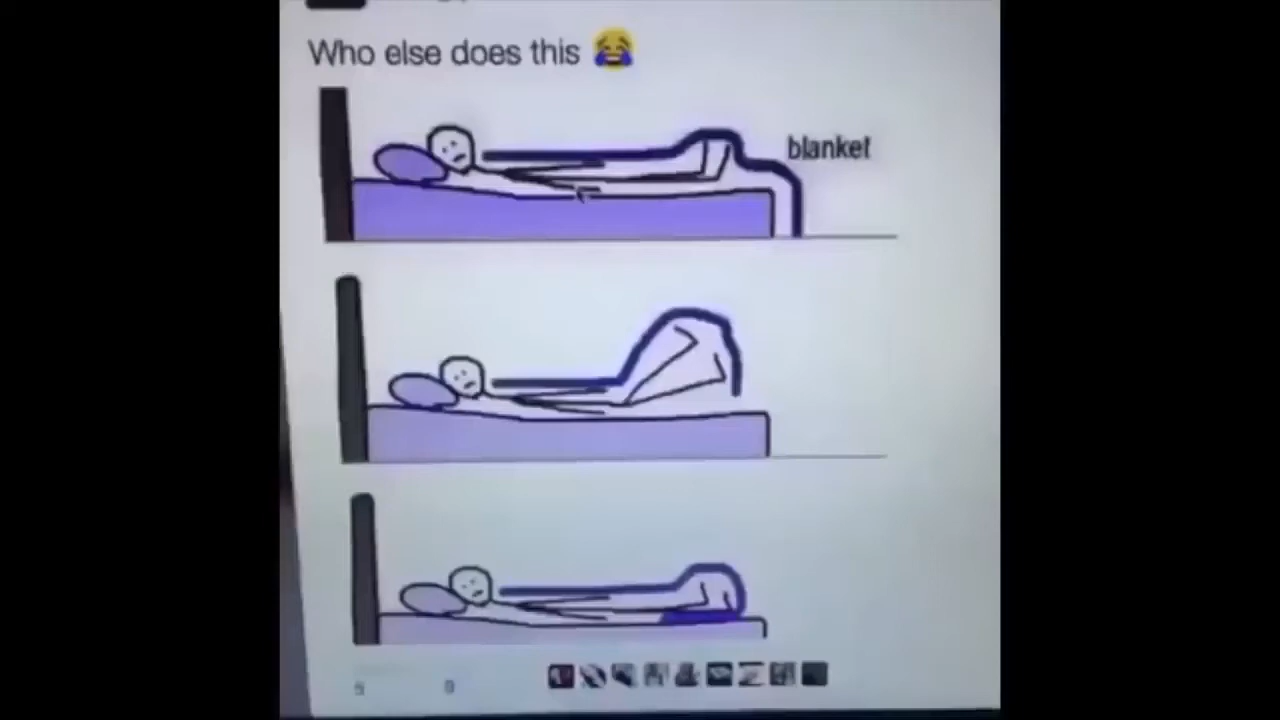 Who else does this 😂
blanket